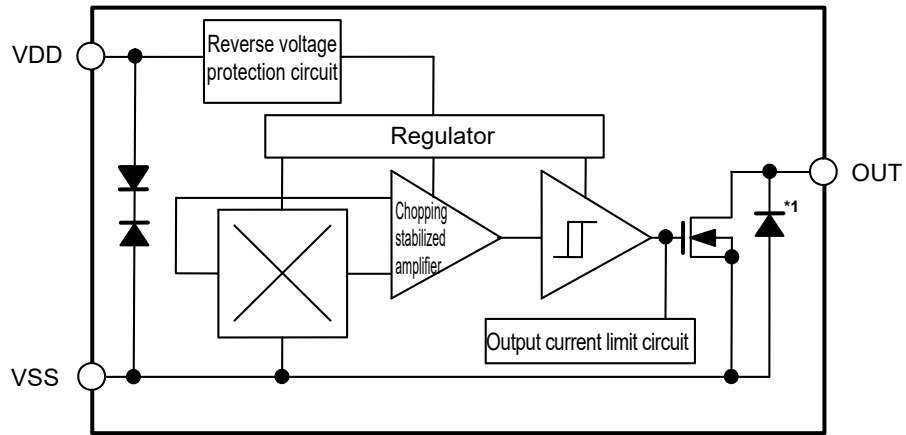 VDD
Reverse voltage
protection circuit
Regulator
OUT
*1
Chopping
stabilized
amplifier
Output current limit circuit
VSS